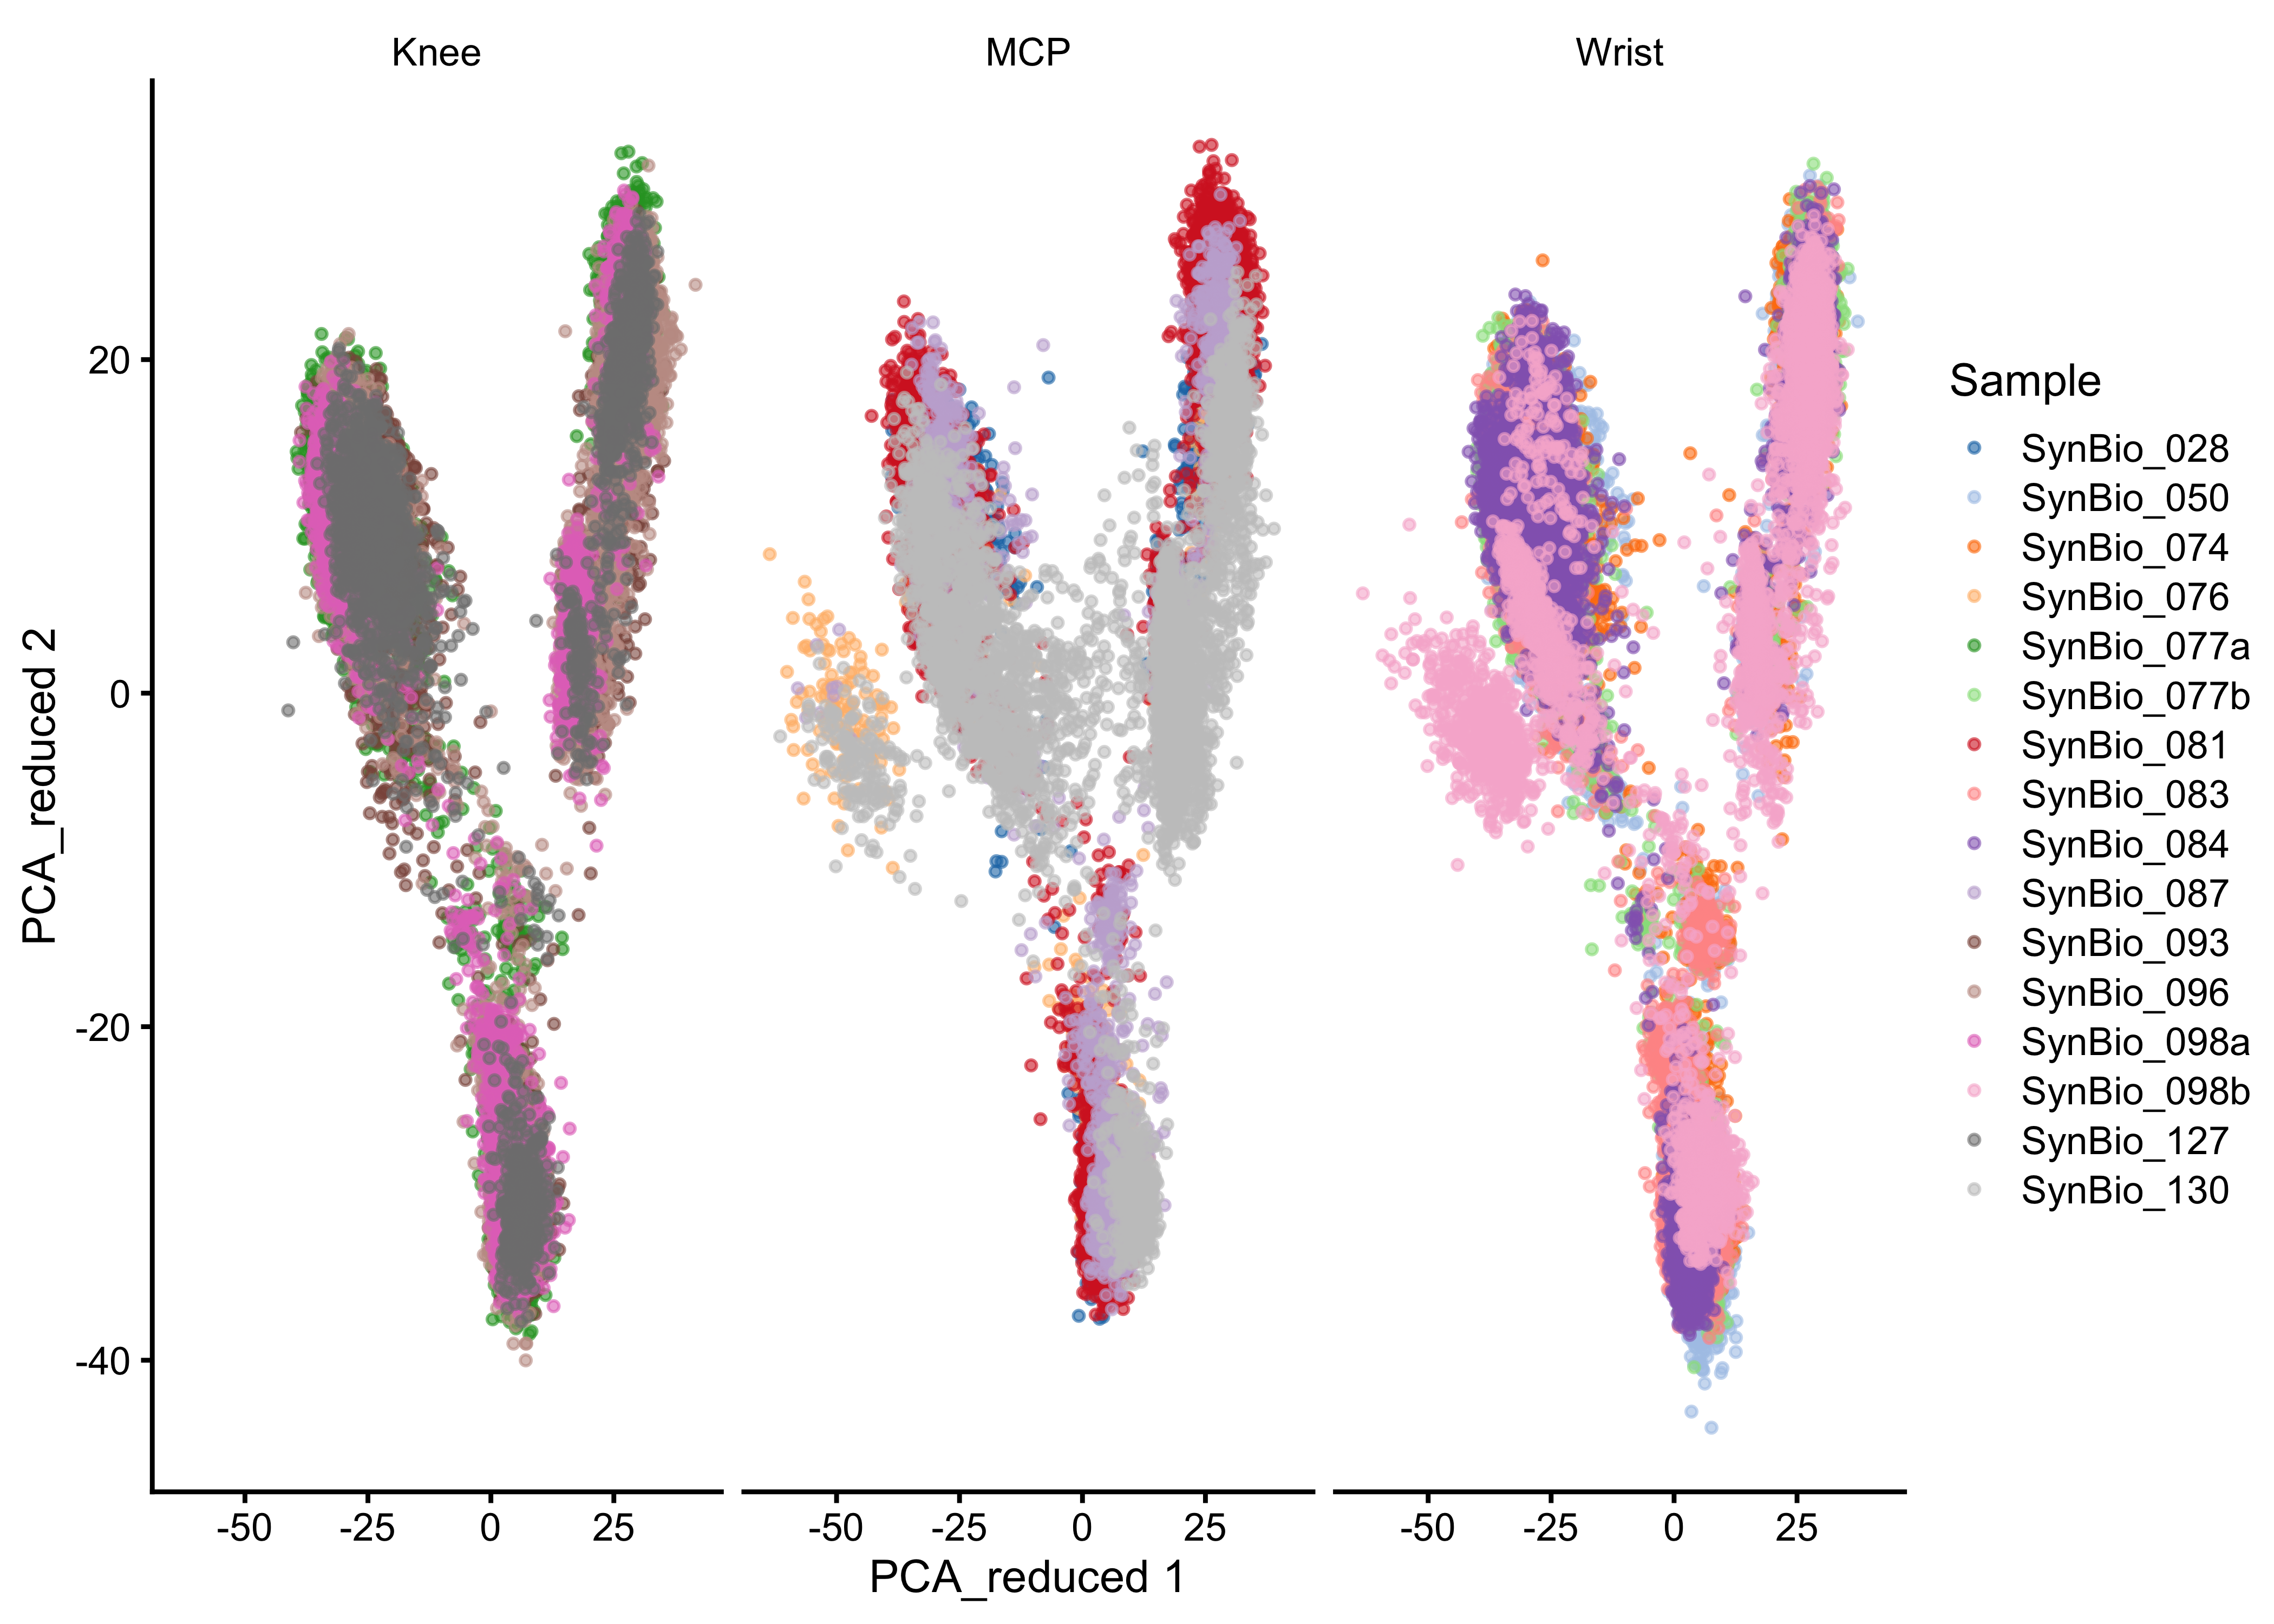 Knee MCP Wrist
PCA_reduced 2
20
0
-20
-40
-50 -25 0 25 -50 -25 0 25 -50 -25 0 25
PCA_reduced 1
Sample
SynBio_028
SynBio_050
SynBio_074
SynBio_076
SynBio_077a
SynBio_077b
SynBio_081
SynBio_083
SynBio_084
SynBio_087
SynBio_093
SynBio_096
SynBio_098a
SynBio_098b
SynBio_127
SynBio_130